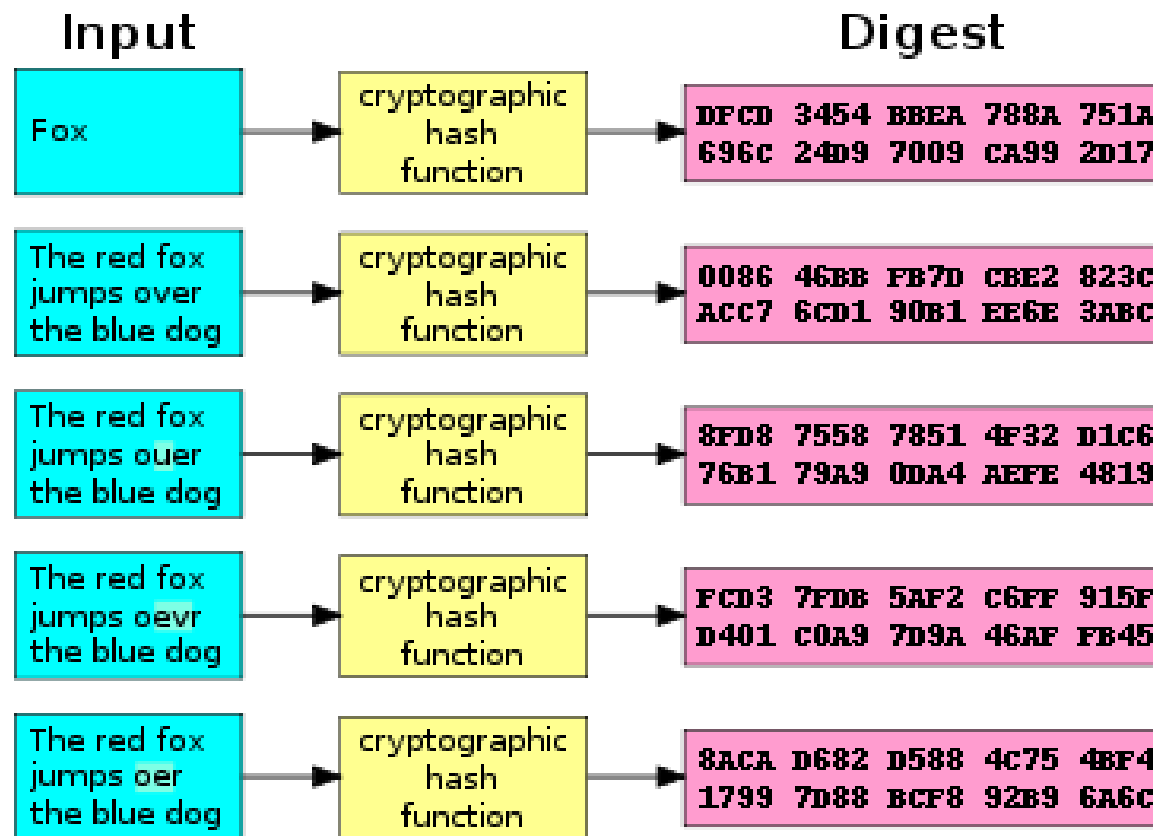 Input
Digest
Fox
cryptographic
hash
function
DFCD 3454 BBEA 788A 751A
696C 24D9 7009 CA99 2D17
The red fox
jumps over
the blue dog
cryptographic
hash
function
0086 46BB FB7D CBE2 823C
ACC7 6CD1 90B1 EE6E 3ABC
The red fox
jumps ouer
the blue dog
cryptographic
hash
function
8FD8 7558 7851 4F32 D1C6
76B1 79A9 0DA4 AEFE 4819
The red fox
jumps oevr
the blue dog
cryptographic
hash
function
FCD3 7FDB 5AF2 C6FF 915F
D401 C0A9 7D9A 46AF FB45
The red fox
jumps oer
the blue dog
cryptographic
hash
function
8ACA D682 D588 4C75 4BF4
1799 7D88 BCF8 92B9 6A6C